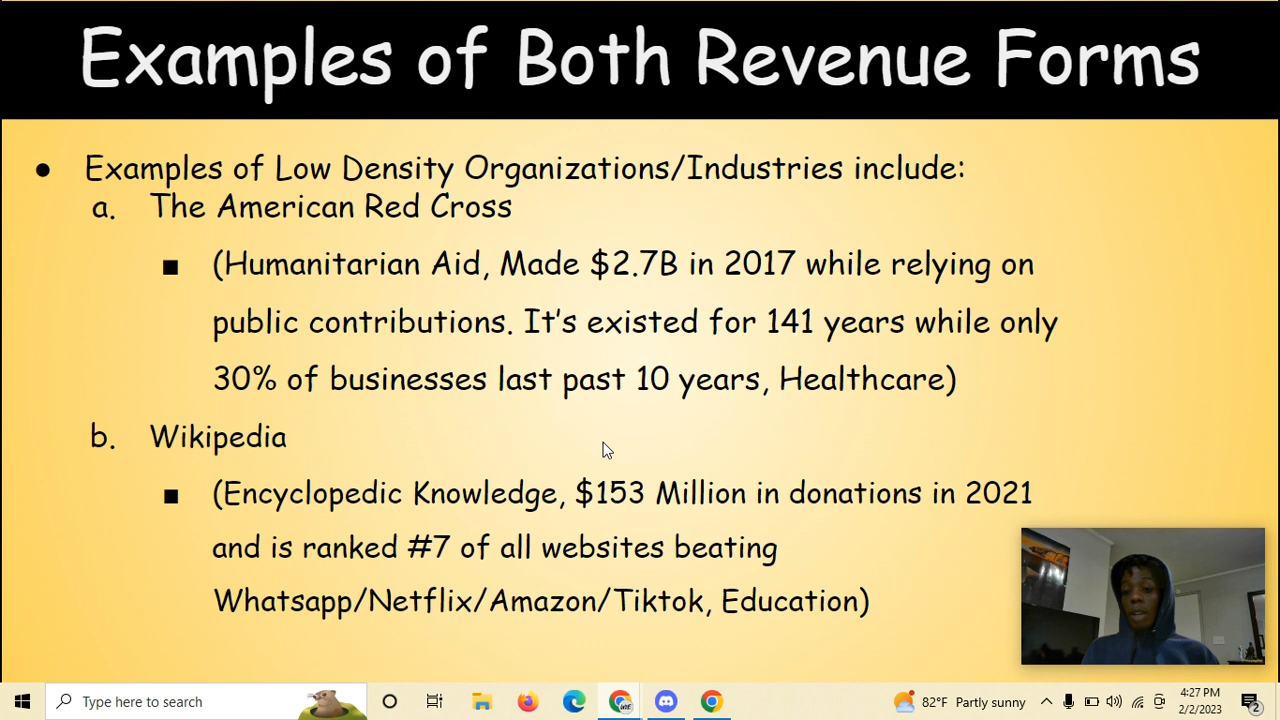 Examples of Both Revenue Forms
● Examples of Low Density Organizations/Industries include:
a. The American Red Cross
■ (Humanitarian Aid, Made $2.7B in 2017 while relying on
public contributions. It's existed for 141 years while only
30% of businesses last past 10 years, Healthcare)
b. Wikipedia
■ (Encyclopedic Knowledge, $153 Million in donations in 2021
and is ranked #7 of all websites beating
Whatsapp/Netflix/Amazon/Tiktok, Education)
Type here to search
82°F Partly sunny
4:27 PM
2/2/2023
2